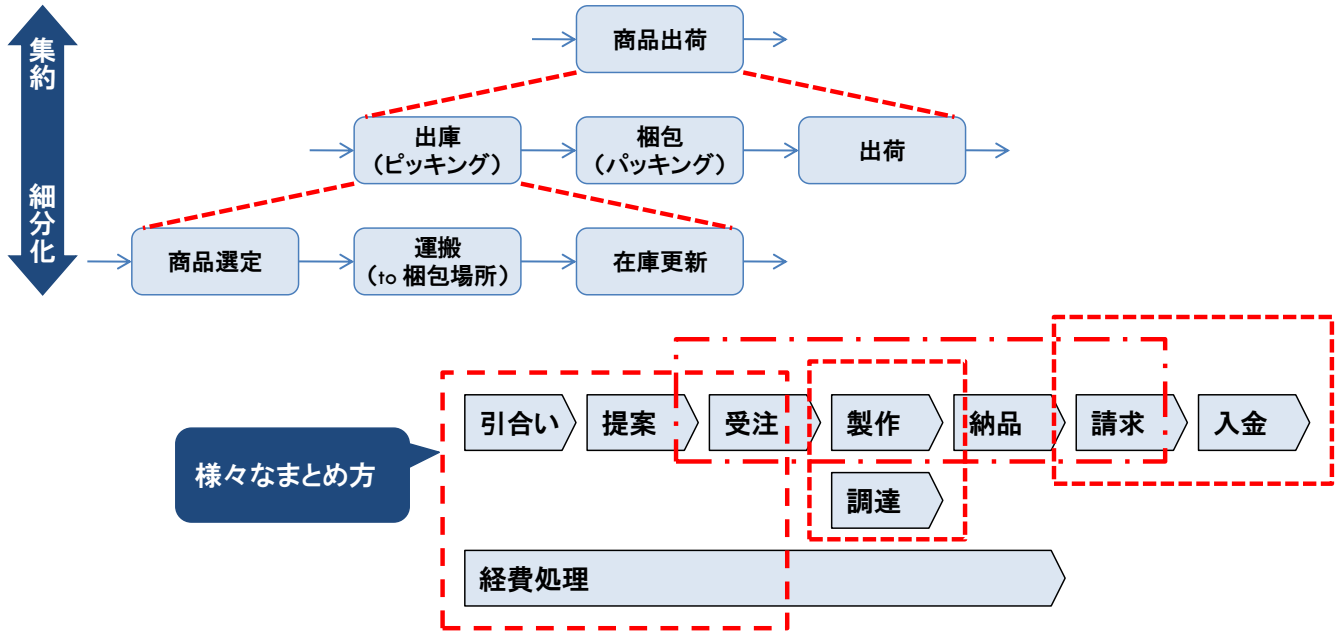 集約
細分化
商品出荷
出庫
（ピッキング）
梱包
（パッキング）
出荷
商品選定
運搬
（to 梱包場所）
在庫更新
様々なまとめ方
引合い
提案
受注
製作
納品
請求
入金
調達
経費処理